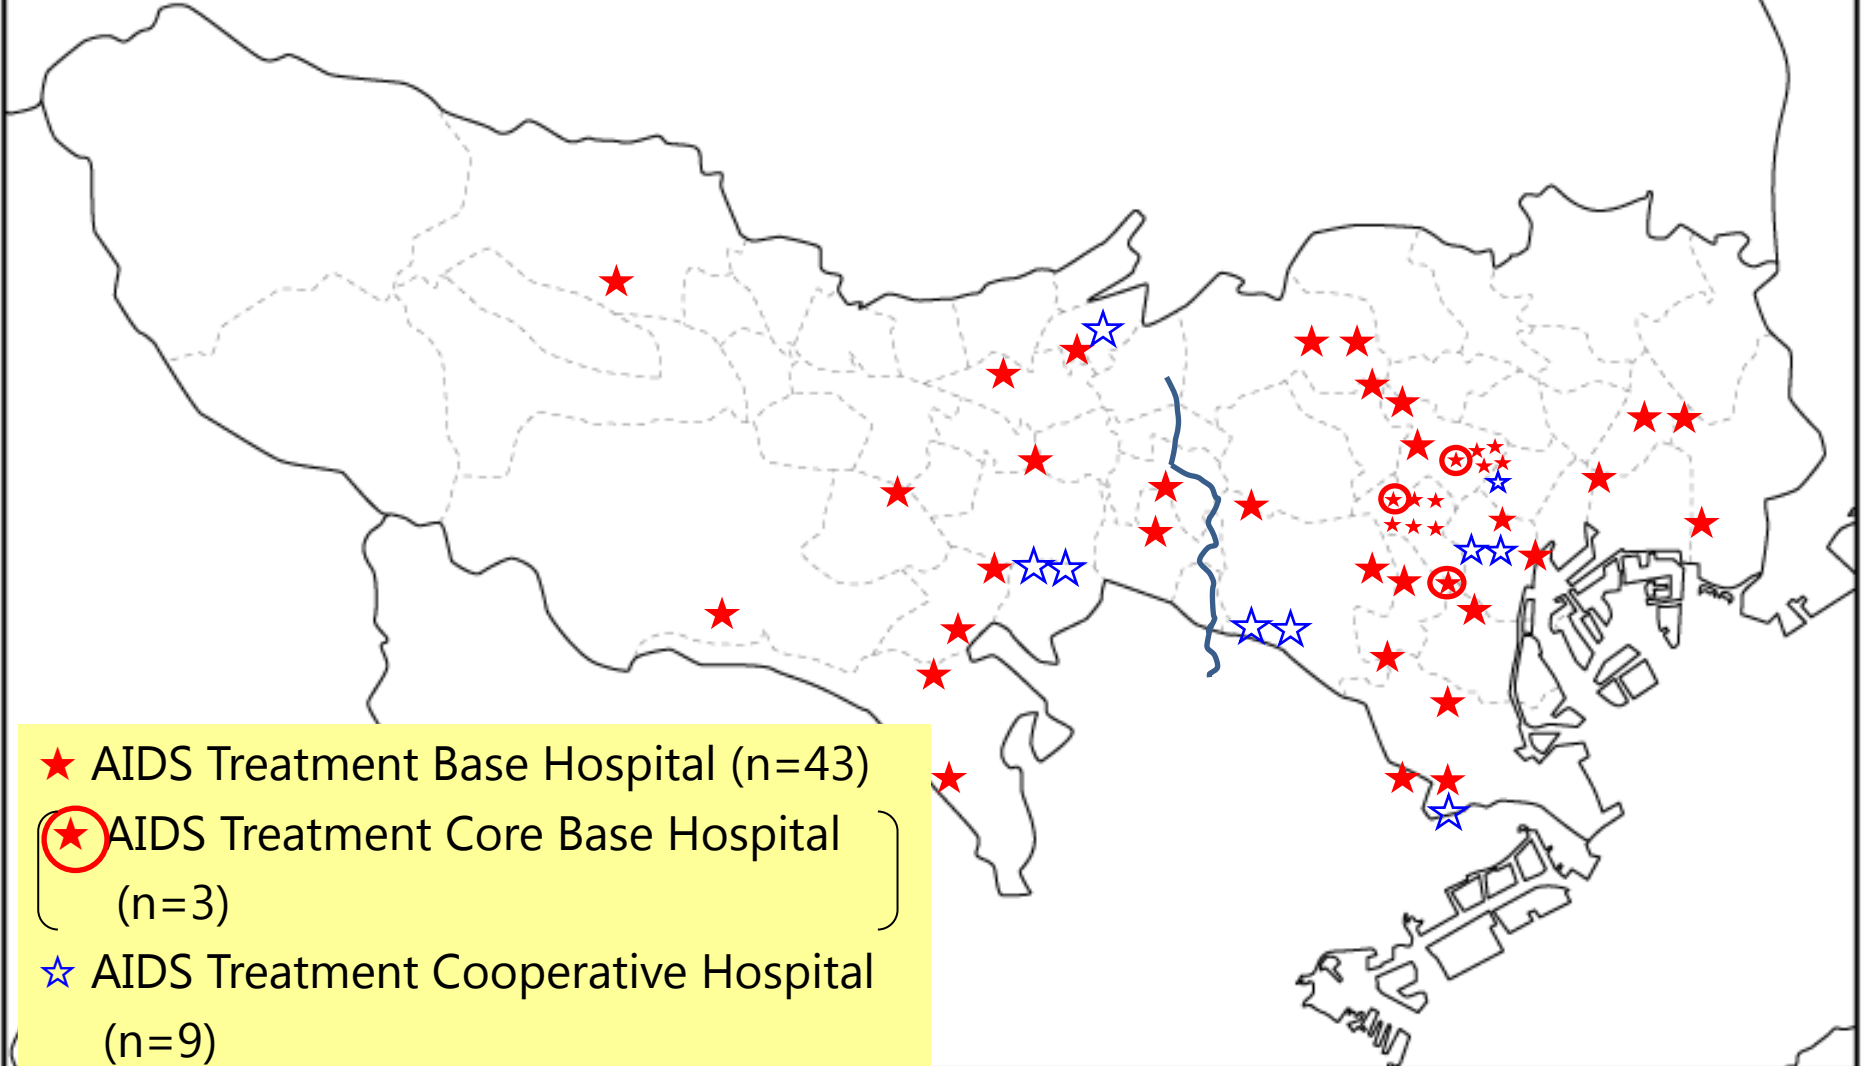 AIDS Treatment Base Hospital (n=43)
AIDS Treatment Core Base Hospital
(n=3)
AIDS Treatment Cooperative Hospital
(n=9)